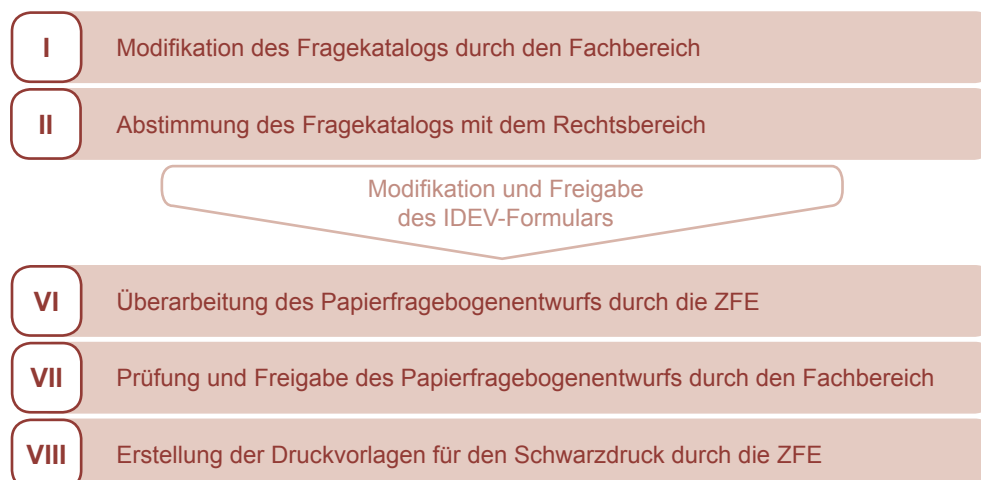 I Modifikation des Fragekatalogs durch den Fachbereich
II Abstimmung des Fragekatalogs mit dem Rechtsbereich
Modifikation und Freigabe
des IDEV-Formulars
VI Überarbeitung des Papierfragebogenentwurfs durch die ZFE
VII Prüfung und Freigabe des Papierfragebogenentwurfs durch den Fachbereich
VIII Erstellung der Druckvorlagen für den Schwarzdruck durch die ZFE